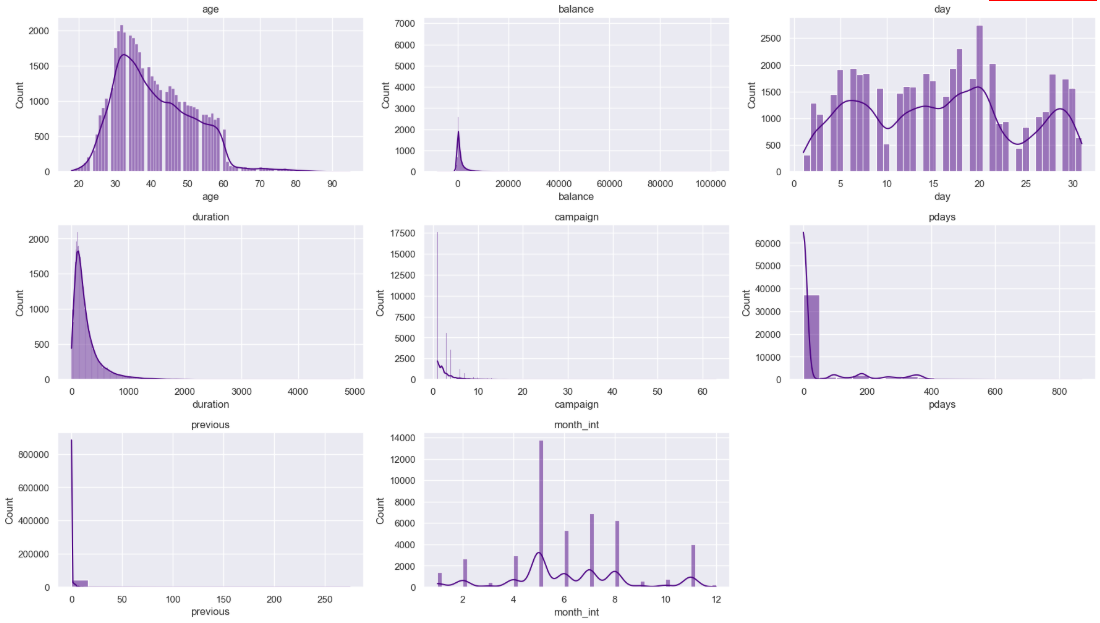 age
balance
day
Count
2000
1500
1000
500
0
20 30 40 50 60 70 80 90
age
Count
7000
6000
5000
4000
3000
2000
1000
0
0 20000 40000 60000 80000 100000
balance
Count
2500
2000
1500
1000
500
0
0 5 10 15 20 25 30
day
duration
campaign
pdays
Count
2000
1500
1000
500
0
0 1000 2000 3000 4000 5000
duration
Count
17500
15000
12500
10000
7500
5000
2500
0
0 10 20 30 40 50 60
campaign
Count
60000
50000
40000
30000
20000
10000
0
0 200 400 600 800
pdays
previous
month_int
Count
800000
600000
400000
200000
0
0 50 100 150 200 250
previous
Count
14000
12000
10000
8000
6000
4000
2000
0
2 4 6 8 10 12
month_int